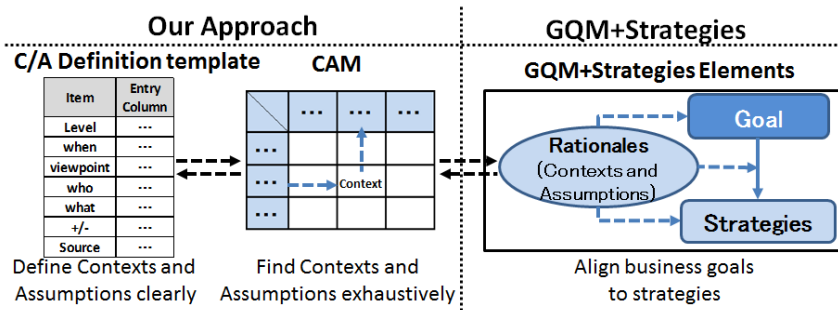 Our Approach
GQM+Strategies
C/A Definition template
CAM
GQM+Strategies Elements
Item Entry Column
Level ...
when ...
viewpoint ...
who ...
what ...
+/- ...
Source ...
... ... ...
...
... Context
...
Rationales
(Contexts and
Assumptions)
Goal
Strategies
Define Contexts and
Assumptions clearly
Find Contexts and
Assumptions exhaustively
Align business goals
to strategies